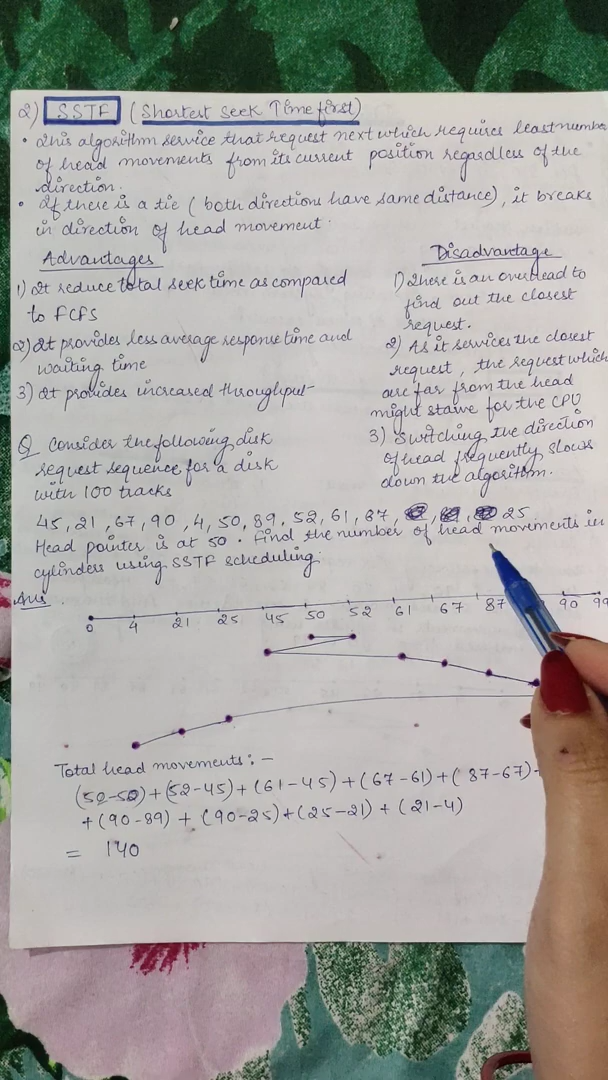 2) SSTF (Shortest Seek Time first)
• This algorithm service that request next which requires least number
of head movements from its current position regardless of the
direction.
• If there is a tie (both directions have same distance), it breaks
in direction of head movement.
Advantages
1) It reduce total seek time as compared
to FCFS
2) It provides less average response time and
waiting time
3) It provides increased throughput
Disadvantage
1) There is an overhead to
find out the closest
request.
2) As it services the closest
request, the request which
are far from the head
might starve for the CPU
3) Switching the direction
of head frequently slows
down the algorithm.
Q Consider the following disk
request sequence for a disk
with 100 tracks
45, 21, 67, 90, 4, 50, 89, 52, 61, 87, 25
Head pointer is at 50. Find the number of head movements in
cylinders using SSTF scheduling.
Ans
0 4 21 25 45 50 52 61 67 87 90 99
Total head movements :-
(52-50)+(52-45)+(61-45)+(67-61)+(87-67)+
+(90-89)+(90-25)+(25-21)+(21-4)
= 140